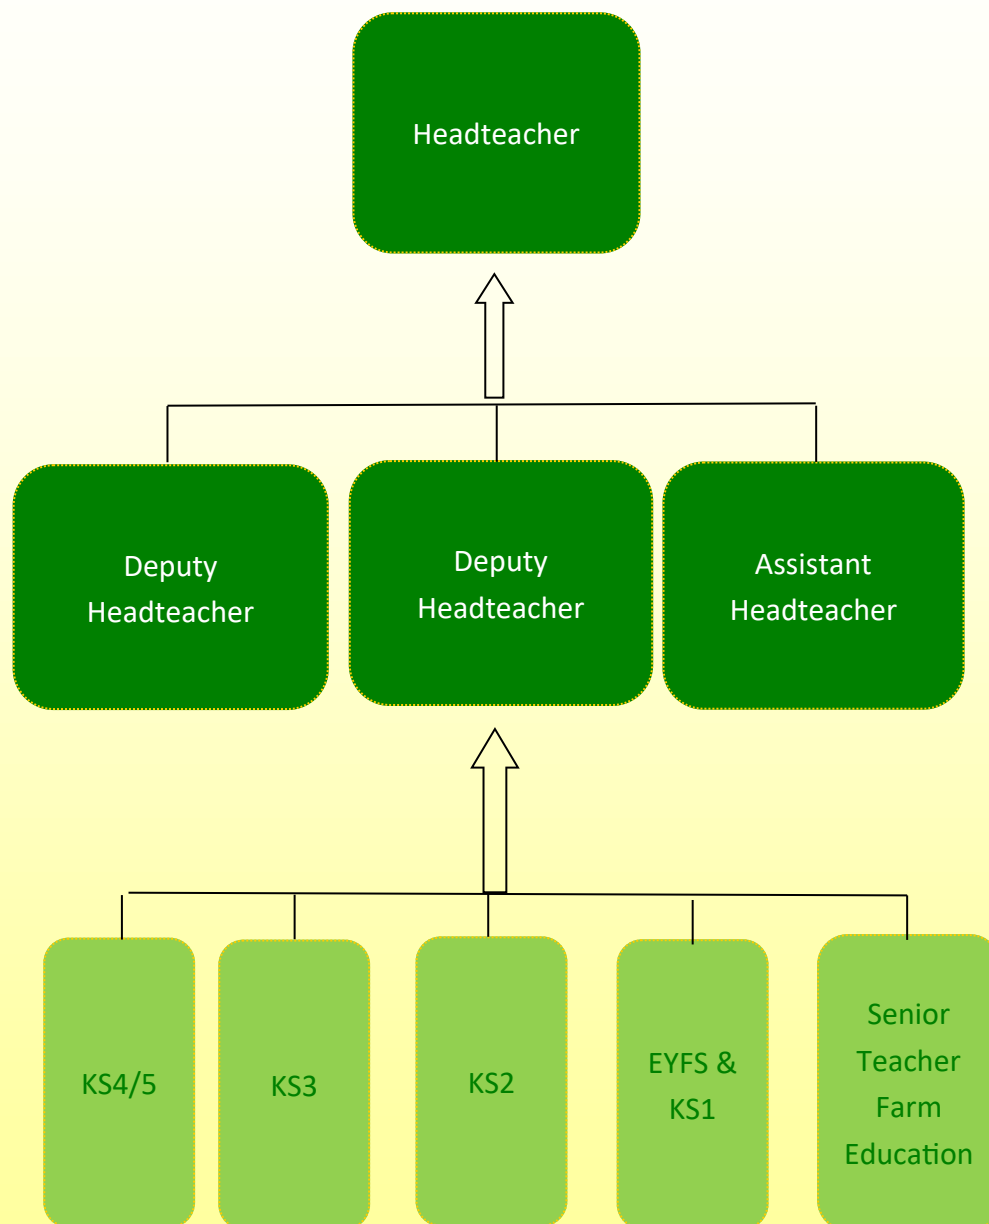 Headteacher
Deputy
Headteacher
Deputy
Headteacher
Assistant
Headteacher
KS4/5
KS3
KS2
EYFS &
KS1
Senior
Teacher
Farm
Education